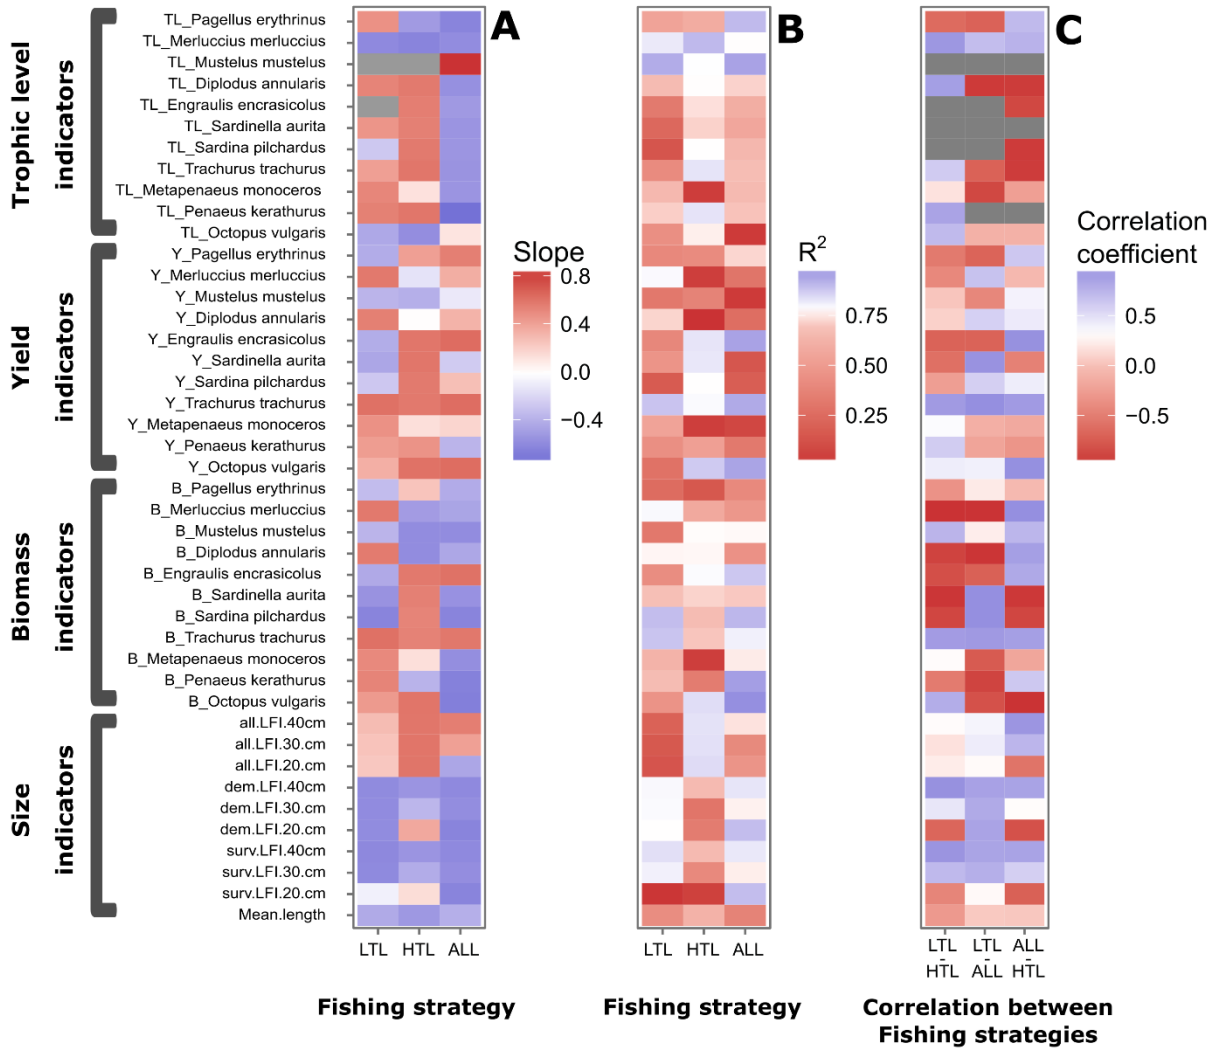 Trophic level
indicators
Yield
indicators
Biomass
indicators
Size
indicators
TL_Pagellus erythrinus
TL_Merluccius merluccius
TL_Mustelus mustelus
TL_Diplodus annularis
TL_Engraulis encrasicolus
TL_Sardinella aurita
TL_Sardina pilchardus
TL_Trachurus trachurus
TL_Metapenaeus monoceros
TL_Penaeus kerathurus
TL_Octopus vulgaris
Y_Pagellus erythrinus
Y_Merluccius merluccius
Y_Mustelus mustelus
Y_Diplodus annularis
Y_Engraulis encrasicolus
Y_Sardinella aurita
Y_Sardina pilchardus
Y_Trachurus trachurus
Y_Metapenaeus monoceros
Y_Penaeus kerathurus
Y_Octopus vulgaris
B_Pagellus erythrinus
B_Merluccius merluccius
B_Mustelus mustelus
B_Diplodus annularis
B_Engraulis encrasicolus
B_Sardinella aurita
B_Sardina pilchardus
B_Trachurus trachurus
B_Metapenaeus monoceros
B_Penaeus kerathurus
B_Octopus vulgaris
all.LFI.40cm
all.LFI.30.cm
all.LFI.20.cm
dem.LFI.40cm
dem.LFI.30cm
dem.LFI.20.cm
surv.LFI.40cm
surv.LFI.30.cm
surv.LFI.20.cm
Mean.length
A
Slope
0.8
0.4
0.0
−0.4
LTL HTL ALL
Fishing strategy
B
R²
0.75
0.50
0.25
LTL HTL ALL
Fishing strategy
C
Correlation
coefficient
0.5
0.0
−0.5
LTL LTL ALL
- - -
HTL ALL HTL
Correlation between
Fishing strategies